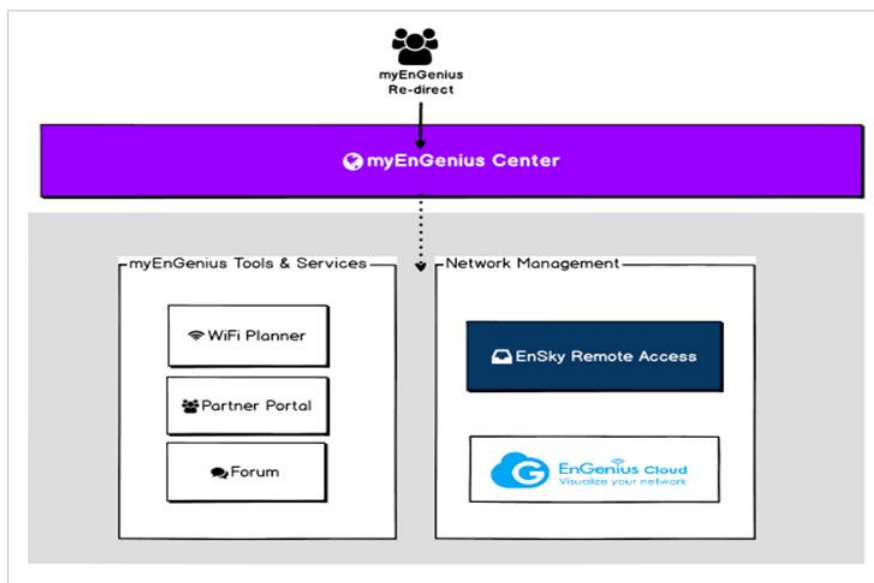 myEnGenius
Re-direct
myEnGenius Center
myEnGenius Tools & Services
WiFi Planner
Partner Portal
Forum
Network Management
EnSky Remote Access
EnGenius Cloud
Visualize your network